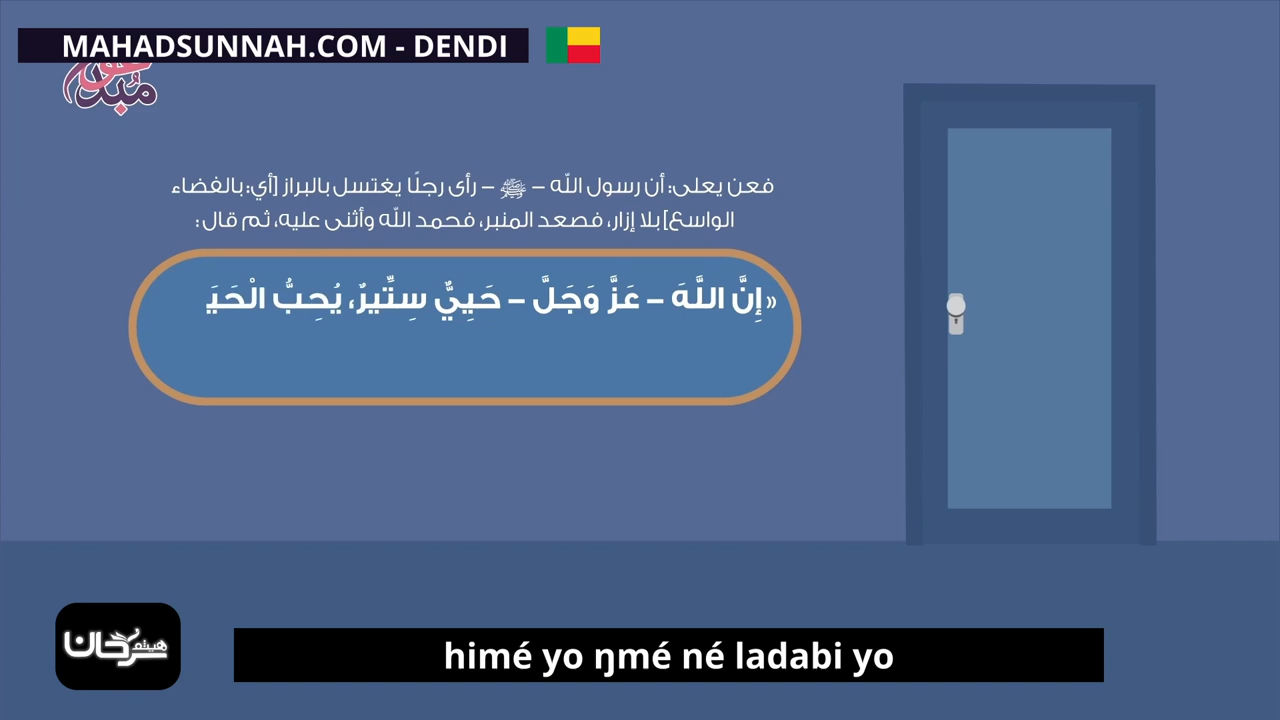 MAHADSUNNAH.COM - DENDI
فعن يعلى: أن رسول الله – ﷺ – رأى رجلًا يغتسل بالبراز [أي: بالفضاء
الواسع] بلا إزار، فصعد المنبر، فحمد الله وأثنى عليه، ثم قال:
«إِنَّ اللَّهَ – عَزَّ وَجَلَّ – حَيِيٌّ سِتِّيرٌ، يُحِبُّ الْحَيَ
هيثم سرحان
himé yo ŋmé né ladabi yo